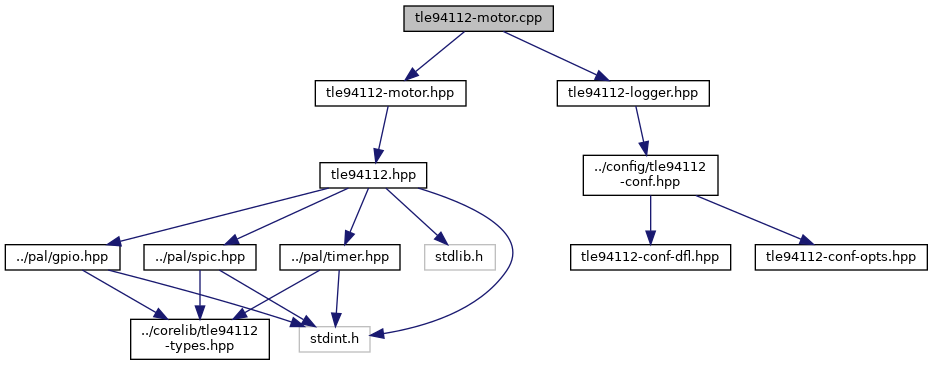 tle94112-motor.cpp
tle94112-motor.hpp
tle94112-logger.hpp
tle94112.hpp
../config/tle94112
-conf.hpp
../pal/gpio.hpp
../pal/spic.hpp
../pal/timer.hpp
stdlib.h
tle94112-conf-dfl.hpp
tle94112-conf-opts.hpp
../corelib/tle94112
-types.hpp
stdint.h